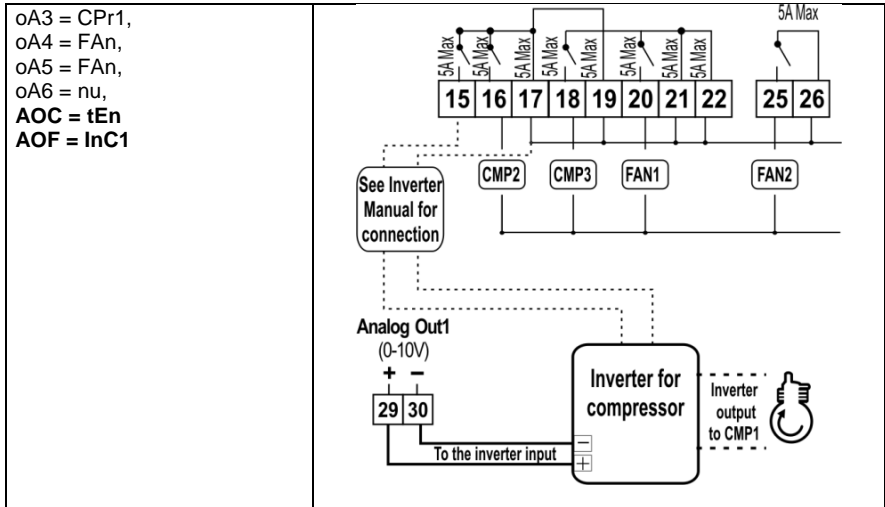 oA3 = CPr1,
oA4 = FAn,
oA5 = FAn,
oA6 = nu,
AOC = tEn
AOF = InC1
5A Max
5A Max
5A Max
5A Max
5A Max
5A Max
5A Max
5A Max
5A Max
15 16 17 18 19 20 21 22 25 26
CMP2 CMP3 FAN1 FAN2
See Inverter
Manual for
connection
Analog Out1
(0-10V)
+ −
29 30
Inverter for
compressor
−
+
To the inverter input
Inverter
output
to CMP1